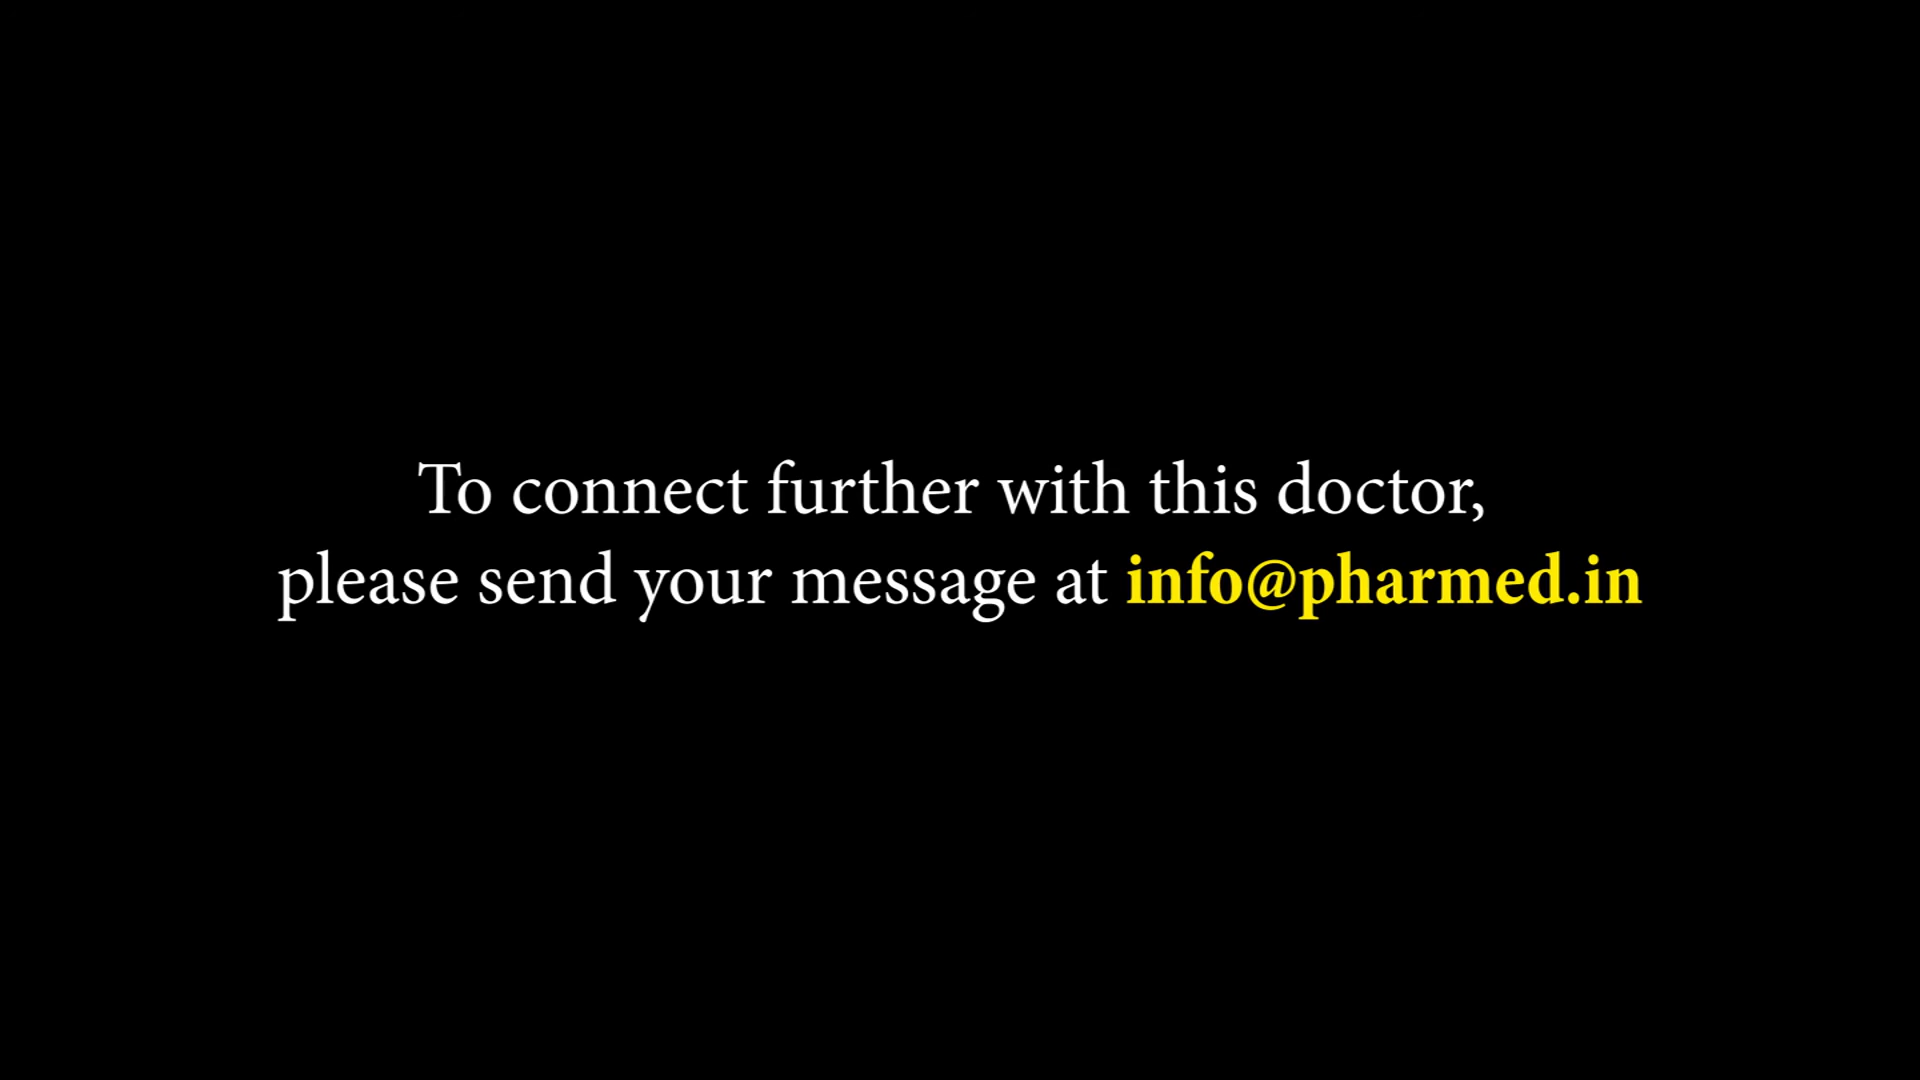 To connect further with this doctor,
please send your message at info@pharmed.in